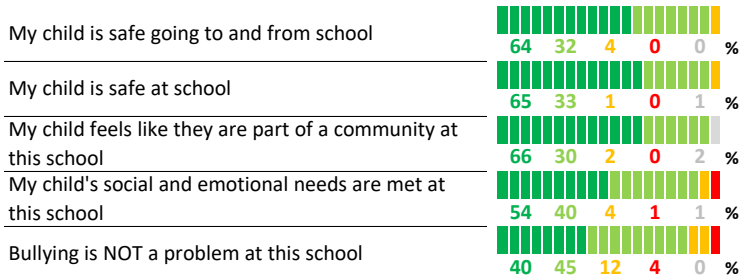 My child is safe going to and from school
64 32 4 0 0 %
My child is safe at school
65 33 1 0 1 %
My child feels like they are part of a community at
this school
66 30 2 0 2 %
My child's social and emotional needs are met at
this school
54 40 4 1 1 %
Bullying is NOT a problem at this school
40 45 12 4 0 %